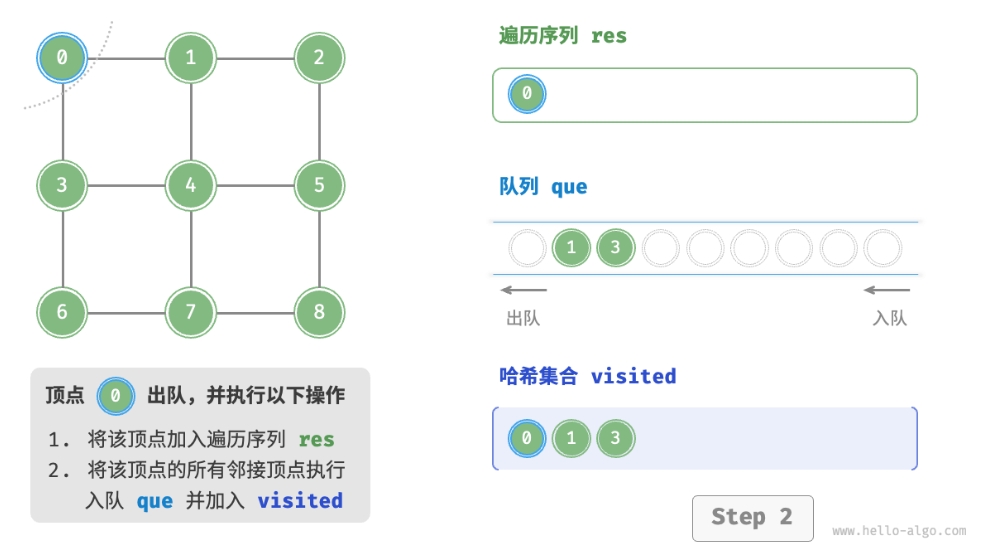 0 1 2
3 4 5
6 7 8
顶点 0 出队，并执行以下操作
1. 将该顶点加入遍历序列 res
2. 将该顶点的所有邻接顶点执行
入队 que 并加入 visited
遍历序列 res
0
队列 que
1 3
出队 入队
哈希集合 visited
0 1 3
Step 2
www.hello-algo.com